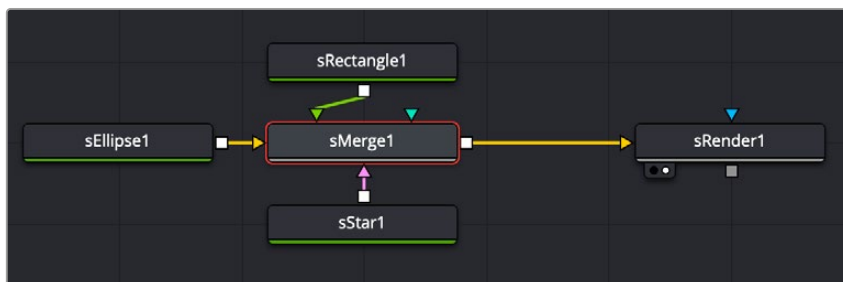 sRectangle1
sEllipse1
sMerge1
sRender1
sStar1